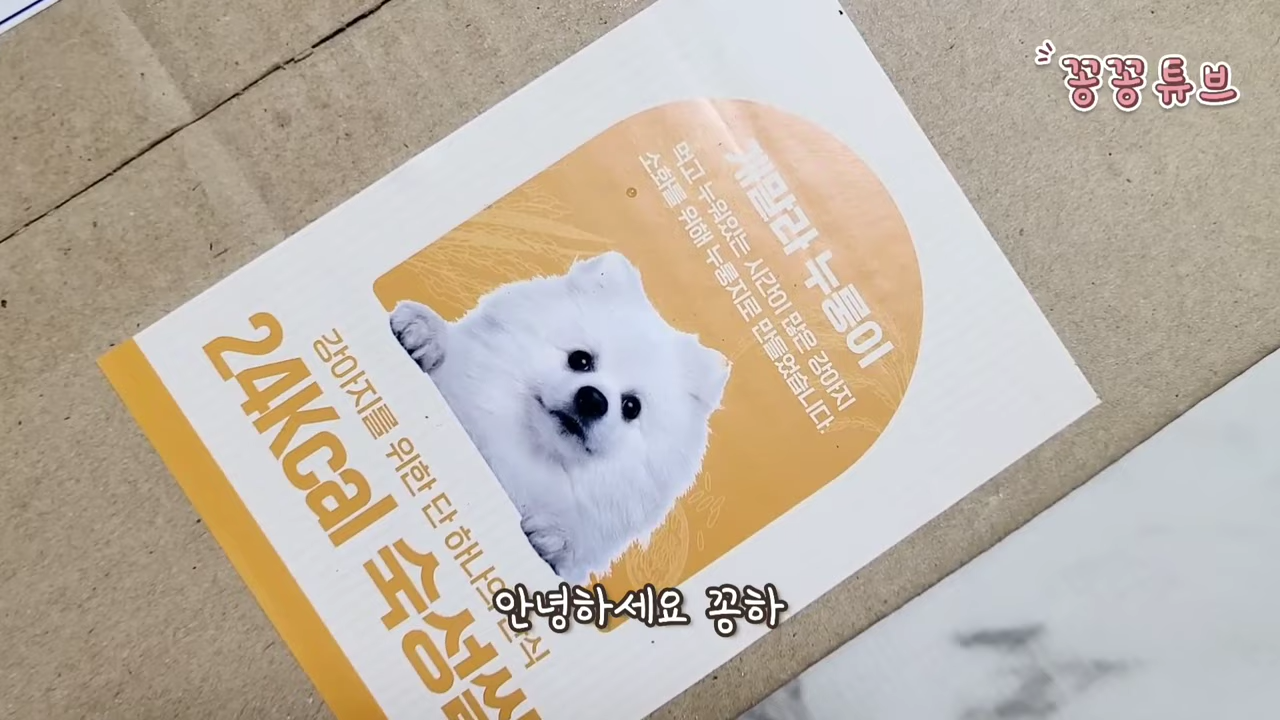 꽁꽁튜브
개말라 누룽이
먹고 누워있는 시간이 많은 강아지
소화를 위해 누룽지로 만들었습니다.
강아지를 위한 단 하나의 간식
24Kcal 숙성쌀
안녕하세요 꽁하